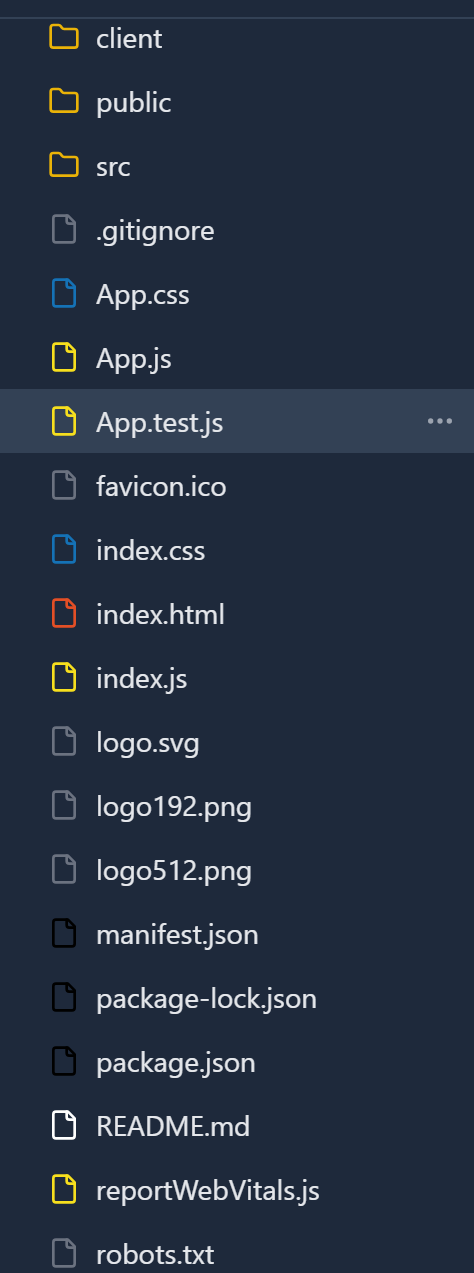 client
public
src
.gitignore
App.css
App.js
App.test.js
favicon.ico
index.css
index.html
index.js
logo.svg
logo192.png
logo512.png
manifest.json
package-lock.json
package.json
README.md
reportWebVitals.js
robots.txt